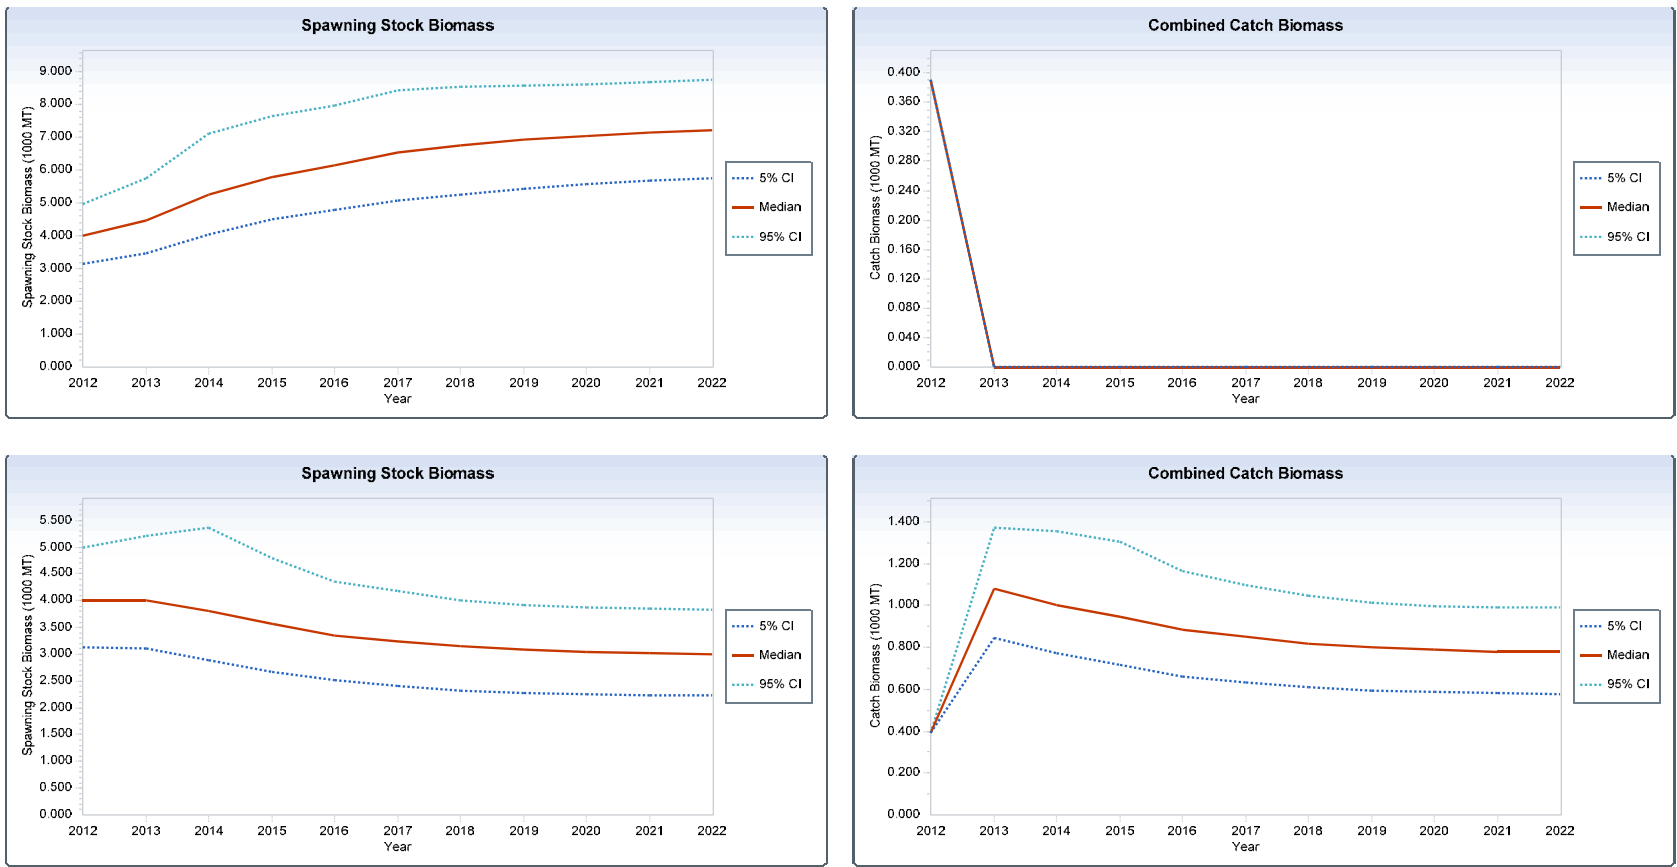 Spawning Stock Biomass
Spawning Stock Biomass (1000 MT)
9.000
8.000
7.000
6.000
5.000
4.000
3.000
2.000
1.000
0.000
2012 2013 2014 2015 2016 2017 2018 2019 2020 2021 2022
Year
5% CI
Median
95% CI
Combined Catch Biomass
Catch Biomass (1000 MT)
0.400
0.360
0.320
0.280
0.240
0.200
0.160
0.120
0.080
0.040
0.000
2012 2013 2014 2015 2016 2017 2018 2019 2020 2021 2022
Year
5% CI
Median
95% CI
Spawning Stock Biomass
Spawning Stock Biomass (1000 MT)
5.500
5.000
4.500
4.000
3.500
3.000
2.500
2.000
1.500
1.000
0.500
0.000
2012 2013 2014 2015 2016 2017 2018 2019 2020 2021 2022
Year
5% CI
Median
95% CI
Combined Catch Biomass
Catch Biomass (1000 MT)
1.400
1.200
1.000
0.800
0.600
0.400
0.200
0.000
2012 2013 2014 2015 2016 2017 2018 2019 2020 2021 2022
Year
5% CI
Median
95% CI